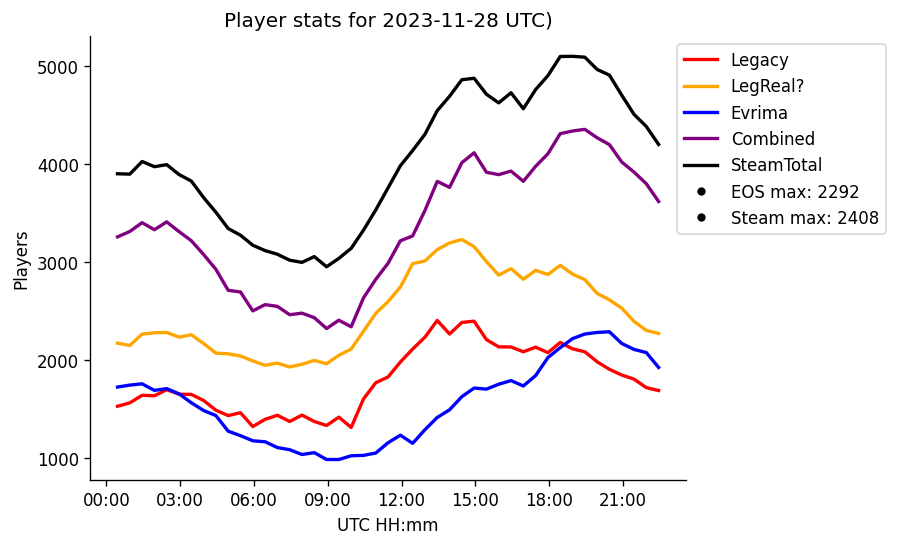 Player stats for 2023-11-28 UTC)
5000
4000
3000
2000
1000
Players
00:00 03:00 06:00 09:00 12:00 15:00 18:00 21:00
UTC HH:mm
Legacy
LegReal?
Evrima
Combined
SteamTotal
EOS max: 2292
Steam max: 2408